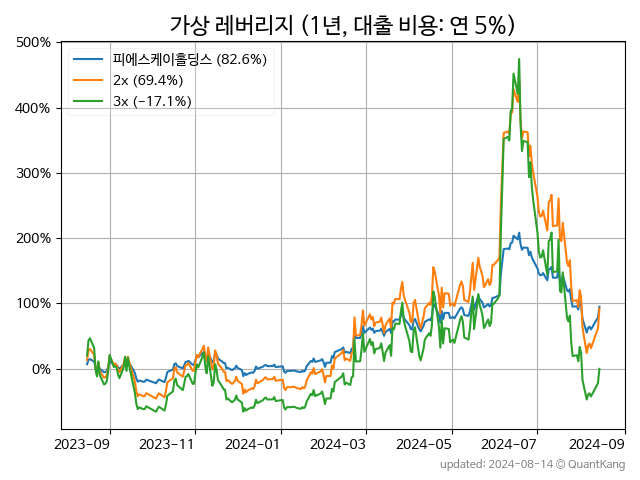 가상 레버리지 (1년, 대출 비용: 연 5%)
500%
400%
300%
200%
100%
0%
피에스케이홀딩스 (82.6%)
2x (69.4%)
3x (-17.1%)
2023-09
2023-11
2024-01
2024-03
2024-05
2024-07
2024-09
updated: 2024-08-14 © QuantKang